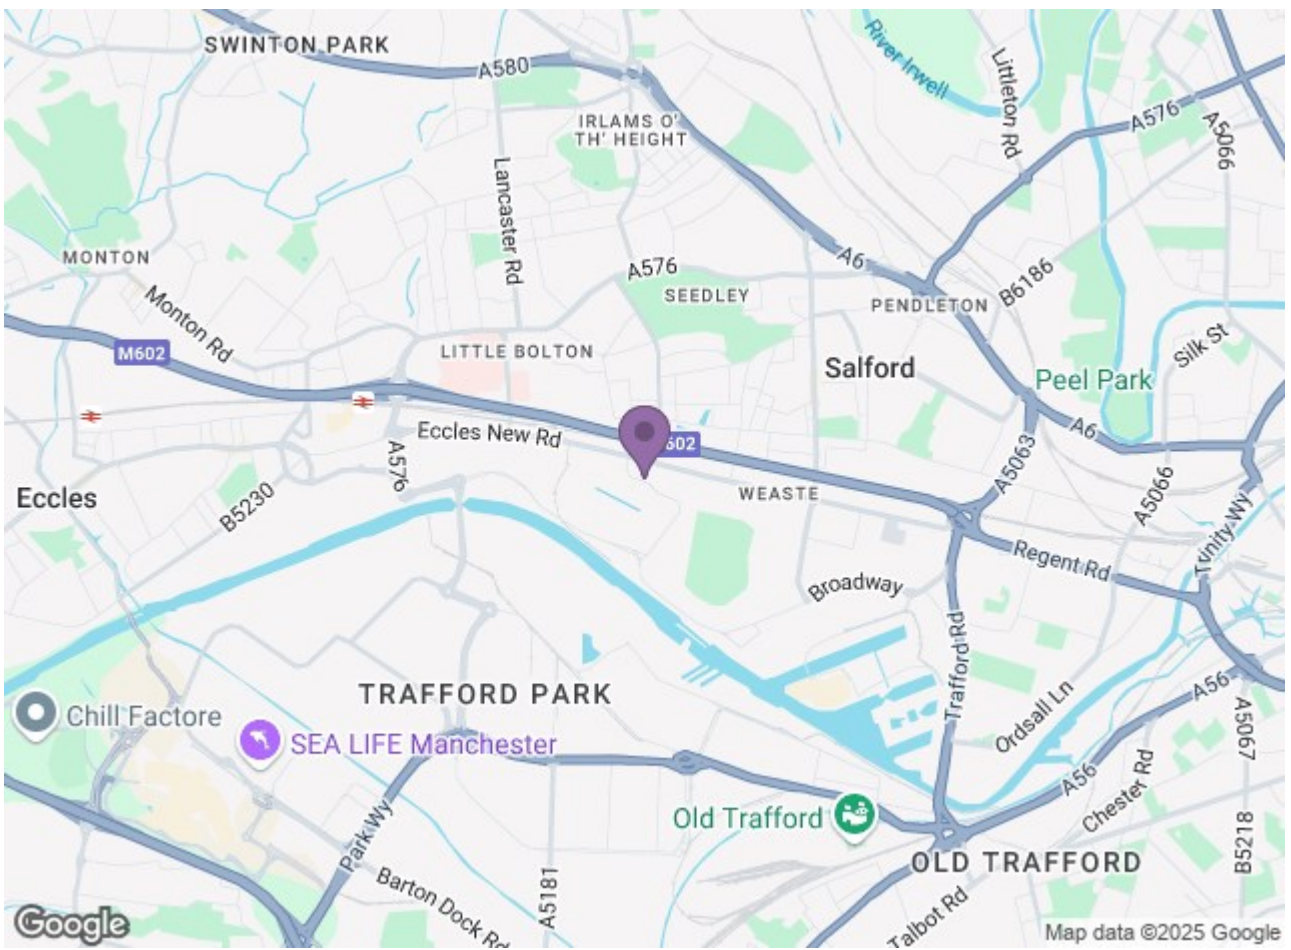 SWINTON PARK
A580
River Irwell
Littleton Rd
A576
A5066
IRLAMS O'
TH' HEIGHT
Lancaster Rd
MONTON
A576
A6
SEEDLEY
B6186
PENDLETON
Monton Rd
M602
LITTLE BOLTON
Salford
Silk St
Peel Park
Eccles New Rd
602
A6
A576
A5063
Eccles
B5230
WEASTE
A5066
Trinity Wy
Regent Rd
Broadway
Trafford Rd
TRAFFORD PARK
A56
Ordsall Ln
Chill Factore
SEA LIFE Manchester
A5067
A56
Chester Rd
Old Trafford
Park Wy
OLD TRAFFORD
B5218
Barton Dock Rd
A5181
Talbot Rd
Google
Map data ©2025 Google